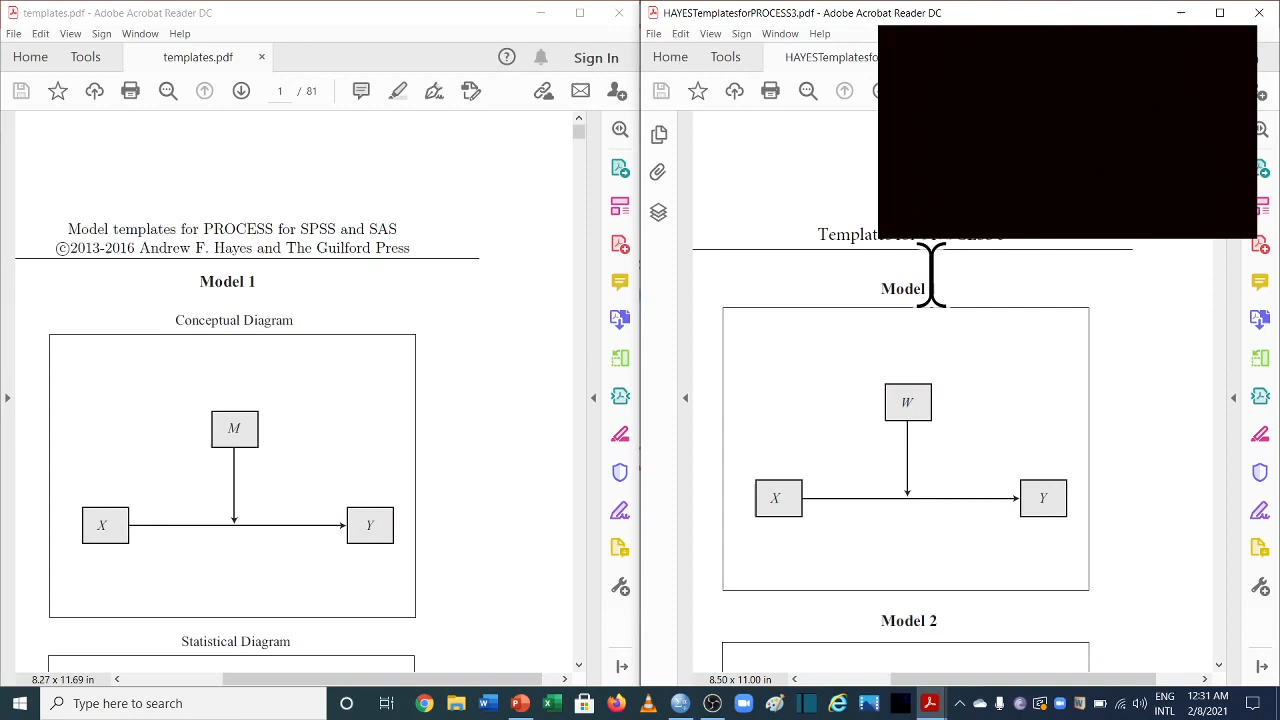 templates.pdf - Adobe Acrobat Reader DC
File Edit View Sign Window Help
Home Tools templates.pdf × Sign In
1 / 81
Model templates for PROCESS for SPSS and SAS
©2013-2016 Andrew F. Hayes and The Guilford Press
Model 1
Conceptual Diagram
M
X Y
Statistical Diagram
8.27 x 11.69 in
HAYESTemplatesforPROCESS3.pdf - Adobe Acrobat Reader DC
File Edit View Sign Window Help
Home Tools HAYESTemplatesfo
Templates for
Model
W
X Y
Model 2
8.50 x 11.00 in
Type here to search
ENG 12:31 AM
INTL 2/8/2021